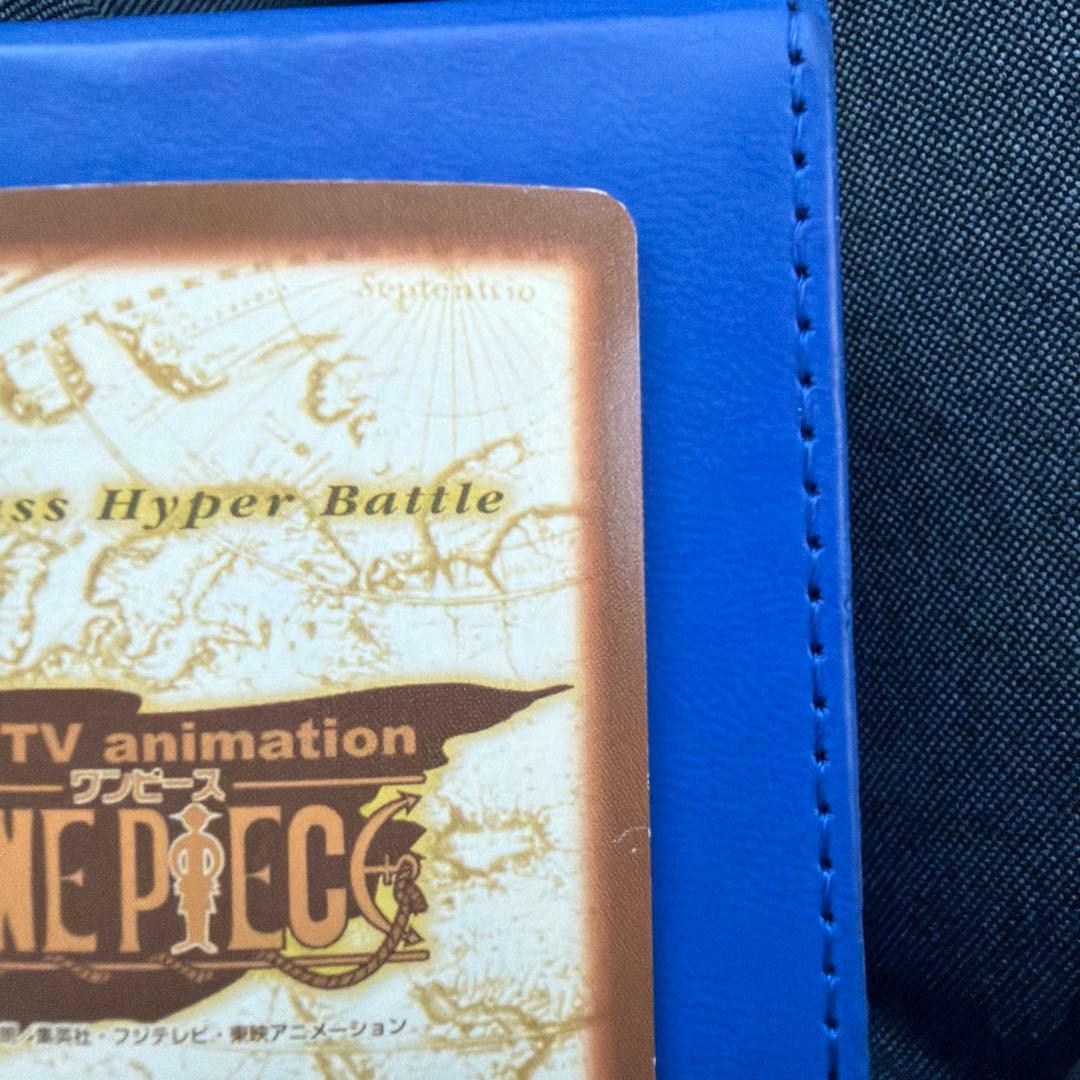 Septentrio
ss Hyper Battle
TV animation
ワンピース
NE PIECE
集英社・フジテレビ・東映アニメーション